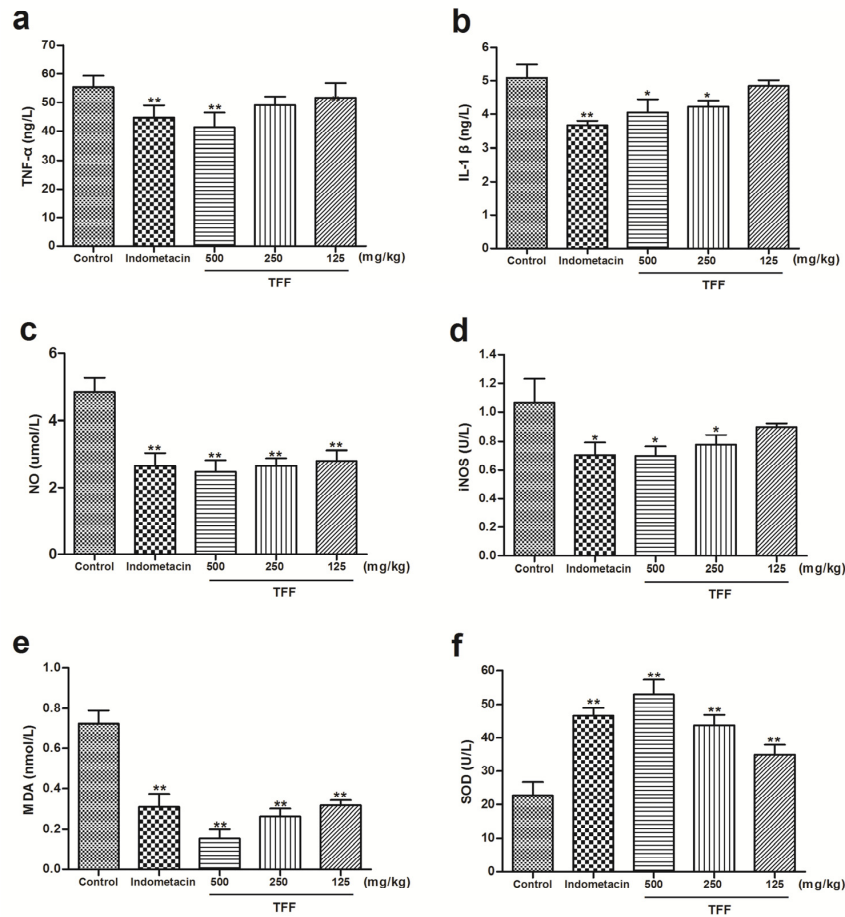 a
TNF-α (ng/L)
70
60
50
40
30
20
10
0
**
**
Control
Indometacin
500
250
125
(mg/kg)
TFF
b
IL-1 β (ng/L)
6
5
4
3
2
1
0
**
*
*
Control
Indometacin
500
250
125
(mg/kg)
TFF
c
NO (umol/L)
6
4
2
0
**
**
**
**
Control
Indometacin
500
250
125
(mg/kg)
TFF
d
iNOS (U/L)
1.4
1.2
1.0
0.8
0.6
0.4
0.2
0.0
*
*
*
Control
Indometacin
500
250
125
(mg/kg)
TFF
e
MDA (nmol/L)
1.0
0.8
0.6
0.4
0.2
0.0
**
**
**
**
Control
Indometacin
500
250
125
(mg/kg)
TFF
f
SOD (U/L)
60
50
40
30
20
10
0
**
**
**
**
Control
Indometacin
500
250
125
(mg/kg)
TFF